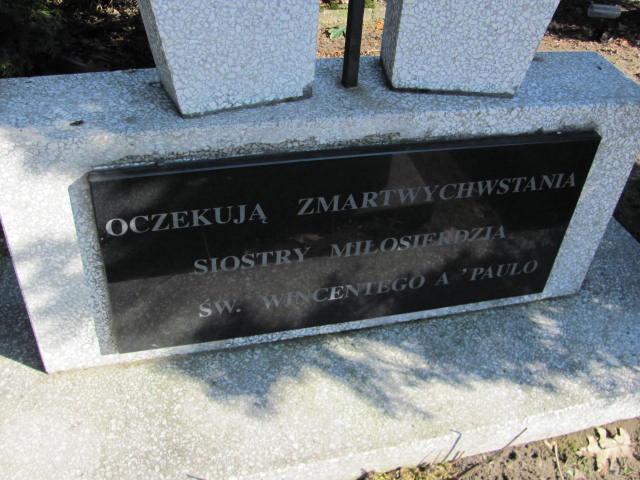 OCZEKUJĄ ZMARTWYCHWSTANIA
SIOSTRY MIŁOSIERDZIA
ŚW. WINCENTEGO A 'PAULO